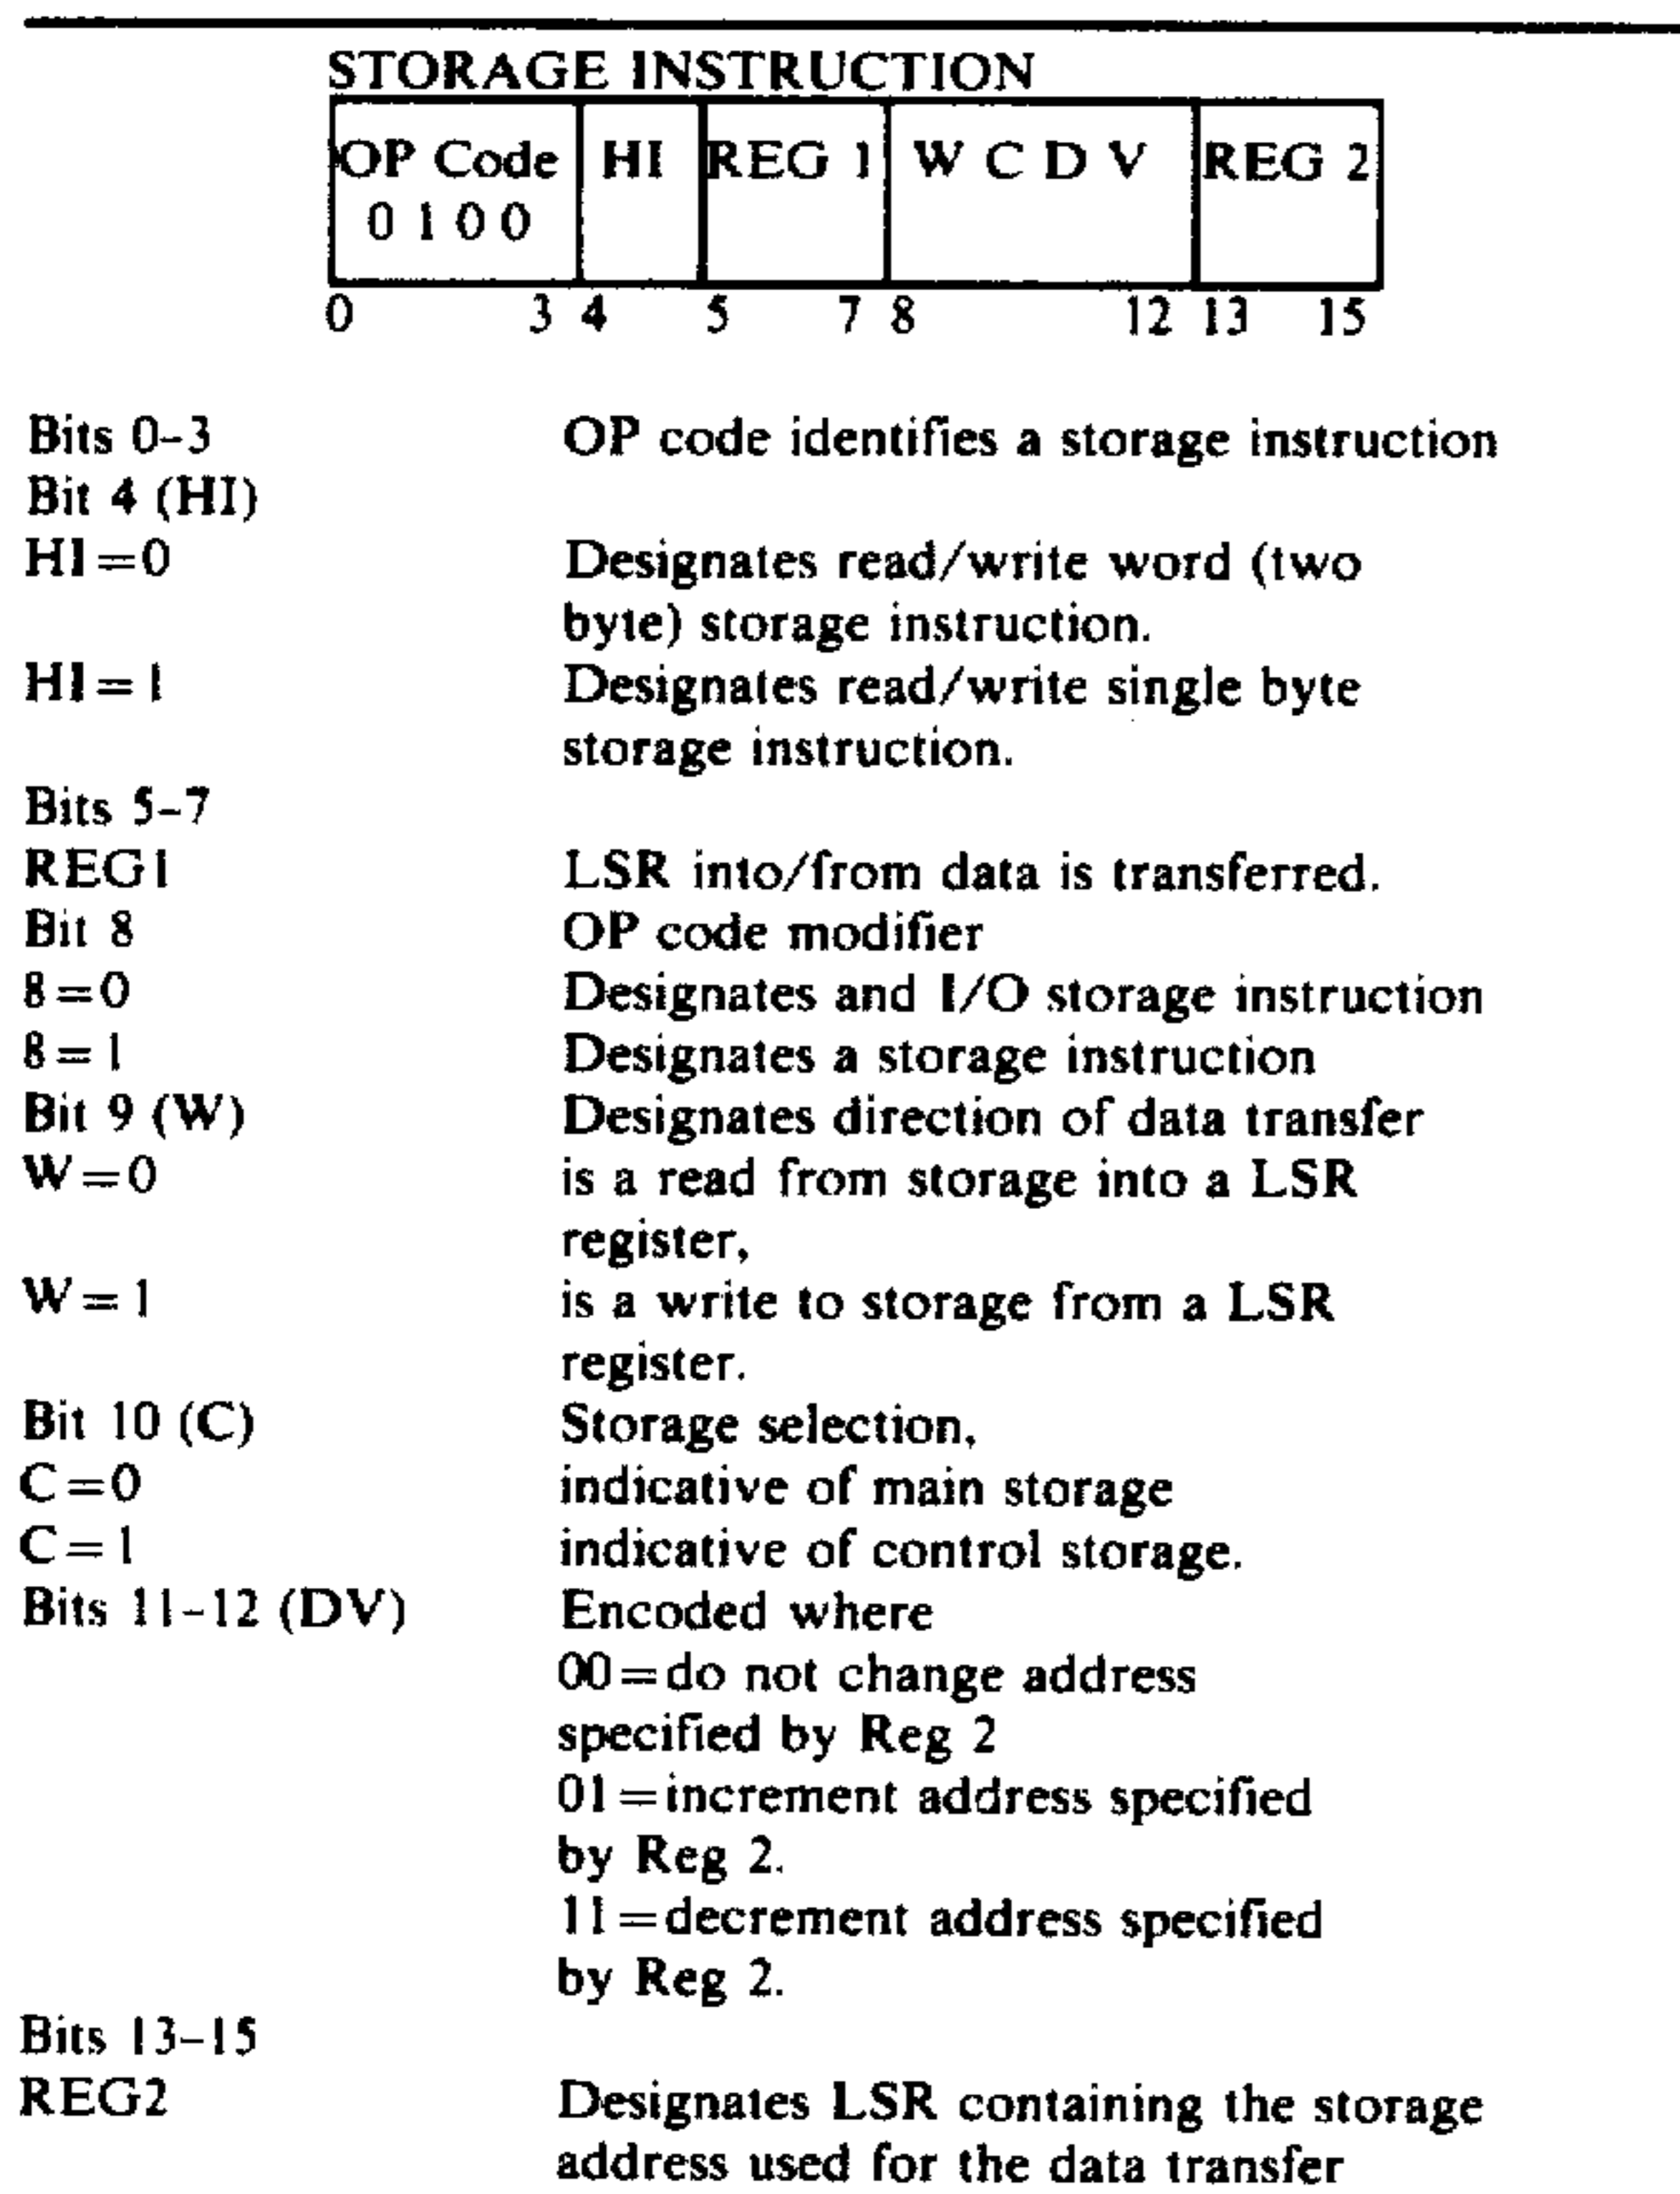 STORAGE INSTRUCTION
OP Code HI REG 1 W C D V REG 2
0 1 0 0
0 3 4 5 7 8 12 13 15
Bits 0-3 OP code identifies a storage instruction
Bit 4 (HI)
HI=0 Designates read/write word (two
byte) storage instruction.
HI=1 Designates read/write single byte
storage instruction.
Bits 5-7
REG1 LSR into/from data is transferred.
Bit 8 OP code modifier
8=0 Designates and I/O storage instruction
8=1 Designates a storage instruction
Bit 9 (W) Designates direction of data transfer
W=0 is a read from storage into a LSR
register,
W=1 is a write to storage from a LSR
register.
Bit 10 (C) Storage selection,
C=0 indicative of main storage
C=1 indicative of control storage.
Bits 11-12 (DV) Encoded where
00=do not change address
specified by Reg 2
01=increment address specified
by Reg 2.
11=decrement address specified
by Reg 2.
Bits 13-15
REG2 Designates LSR containing the storage
address used for the data transfer